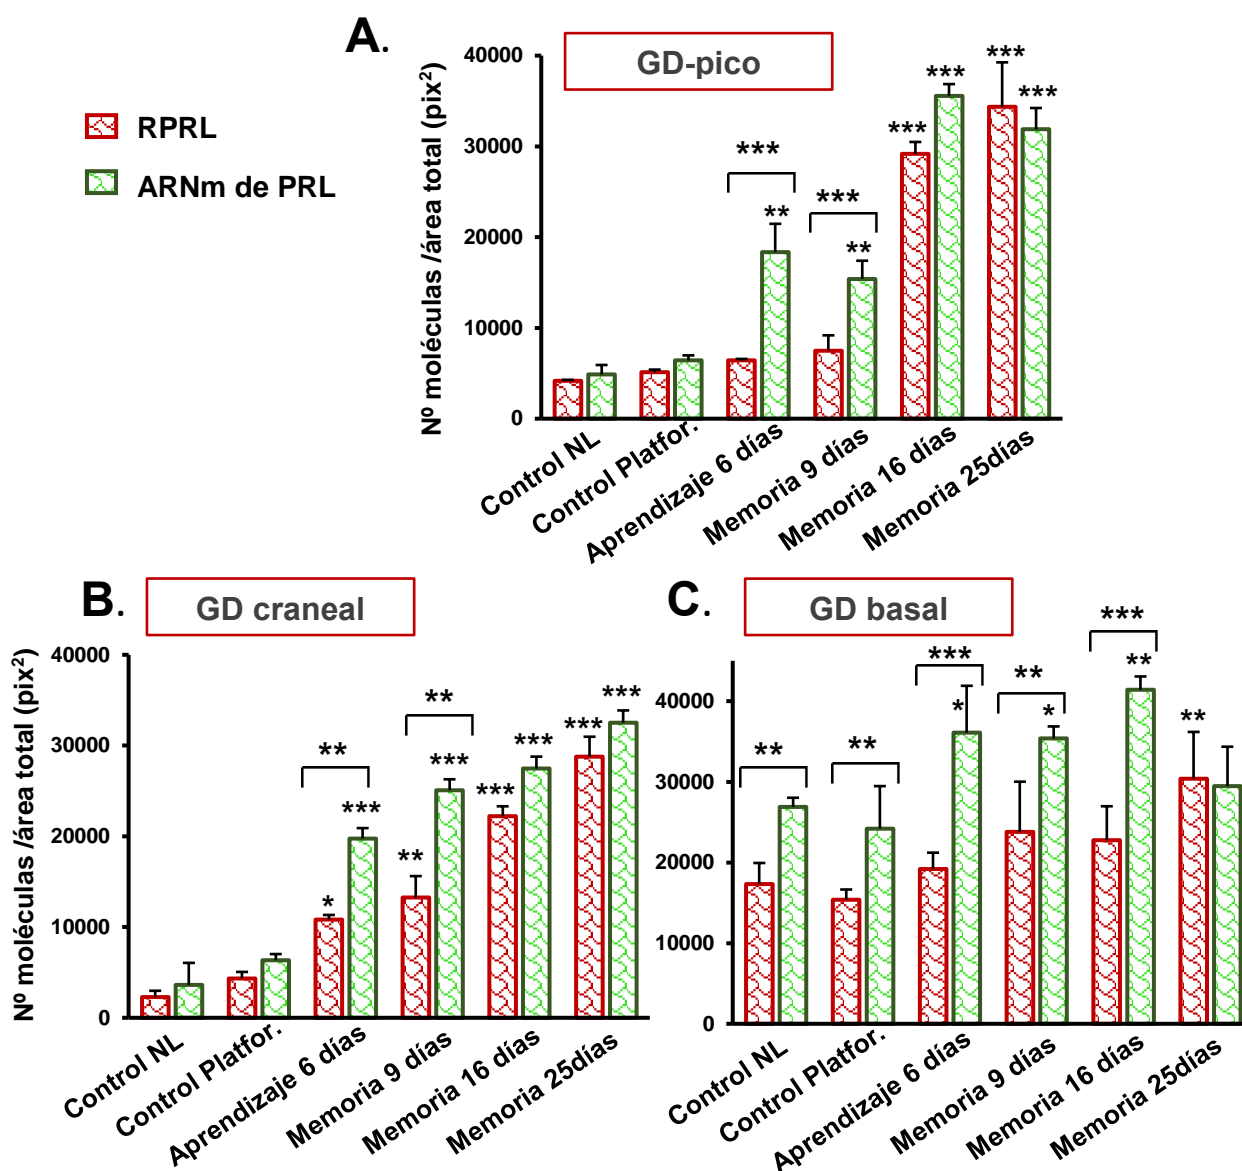 A.
GD-pico
RPRL
ARNm de PRL
Nº moléculas /área total (pix²)
40000
30000
20000
10000
0
***
**
***
**
***
***
***
***
Control NL
Control Platfor.
Aprendizaje 6 días
Memoria 9 días
Memoria 16 días
Memoria 25días
B.
GD craneal
Nº moléculas /área total (pix²)
40000
30000
20000
10000
0
**
*
***
**
**
***
***
***
***
***
Control NL
Control Platfor.
Aprendizaje 6 días
Memoria 9 días
Memoria 16 días
Memoria 25días
C.
GD basal
40000
30000
20000
10000
0
**
**
***
*
**
*
***
**
**
Control NL
Control Platfor.
Aprendizaje 6 días
Memoria 9 días
Memoria 16 días
Memoria 25días